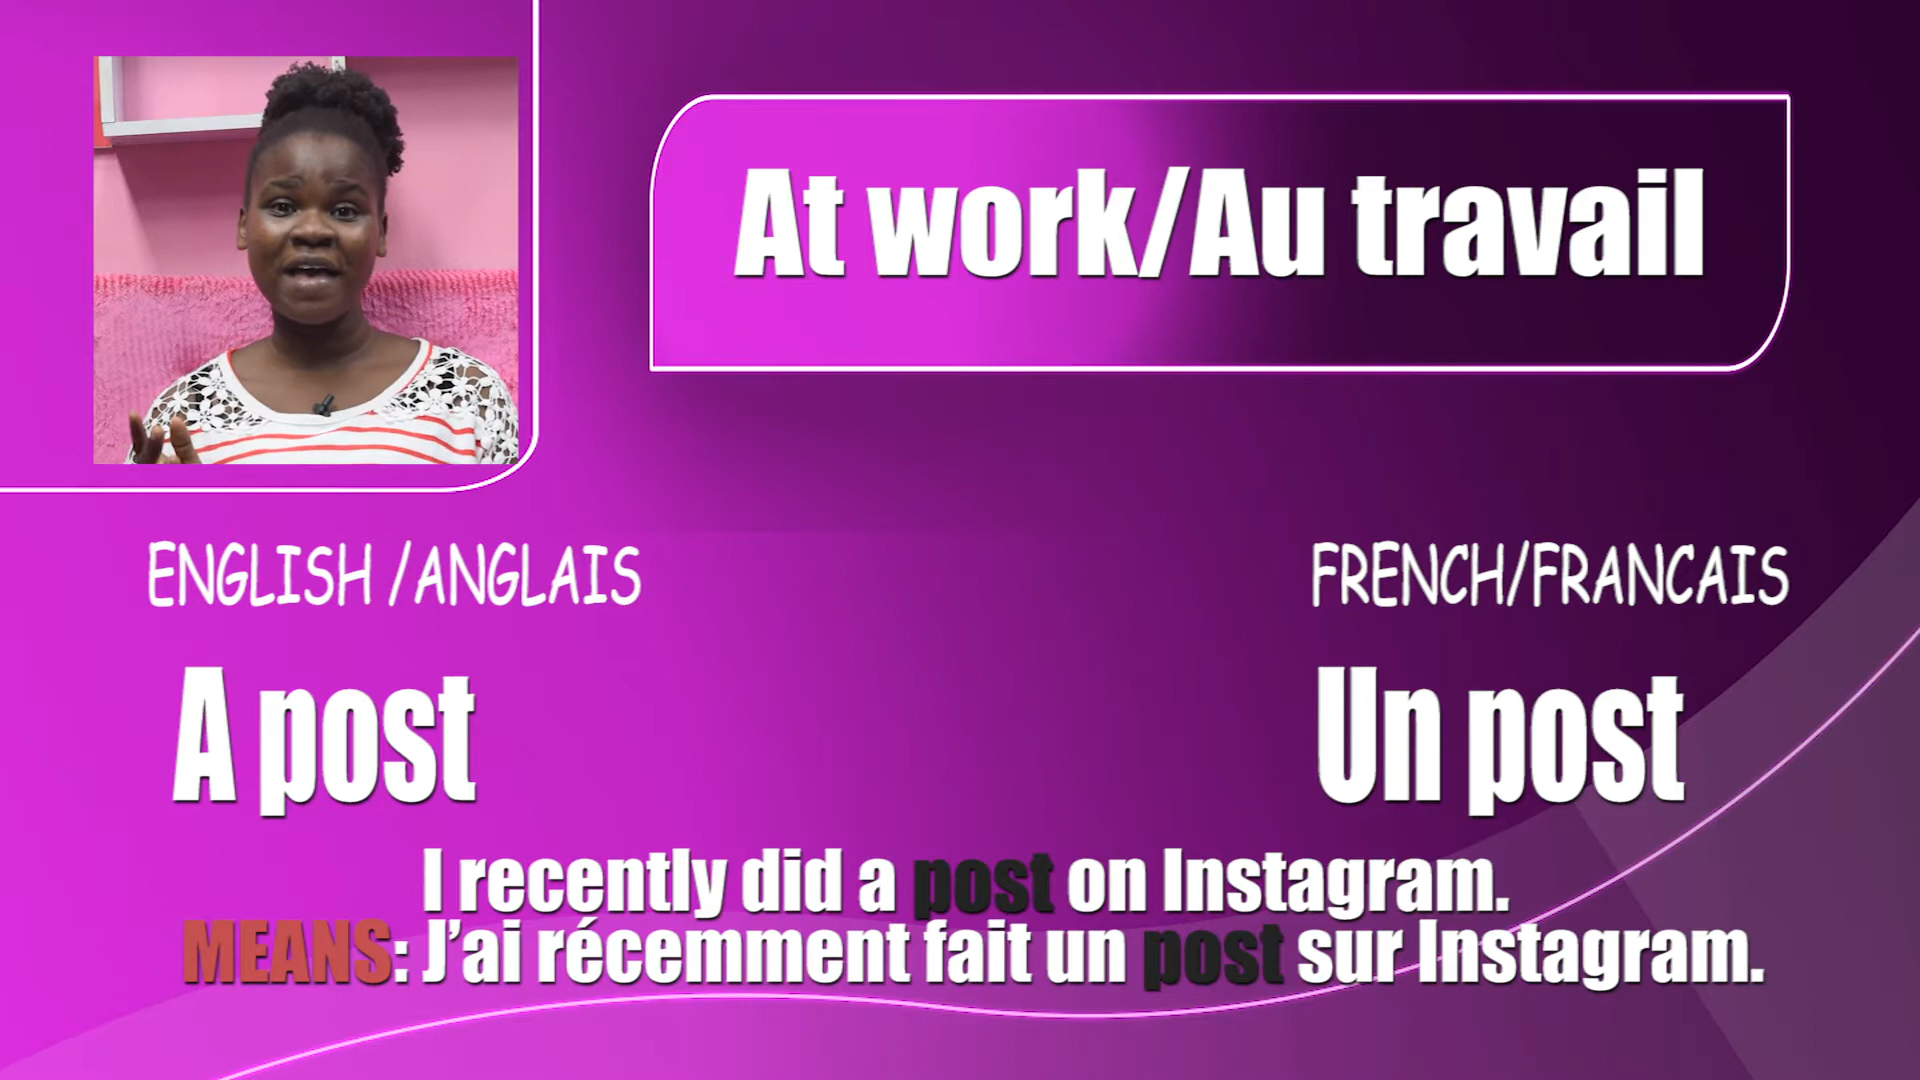 At work/Au travail
ENGLISH /ANGLAIS
FRENCH/FRANCAIS
A post
Un post
I recently did a post on Instagram.
MEANS: J’ai récemment fait un post sur Instagram.